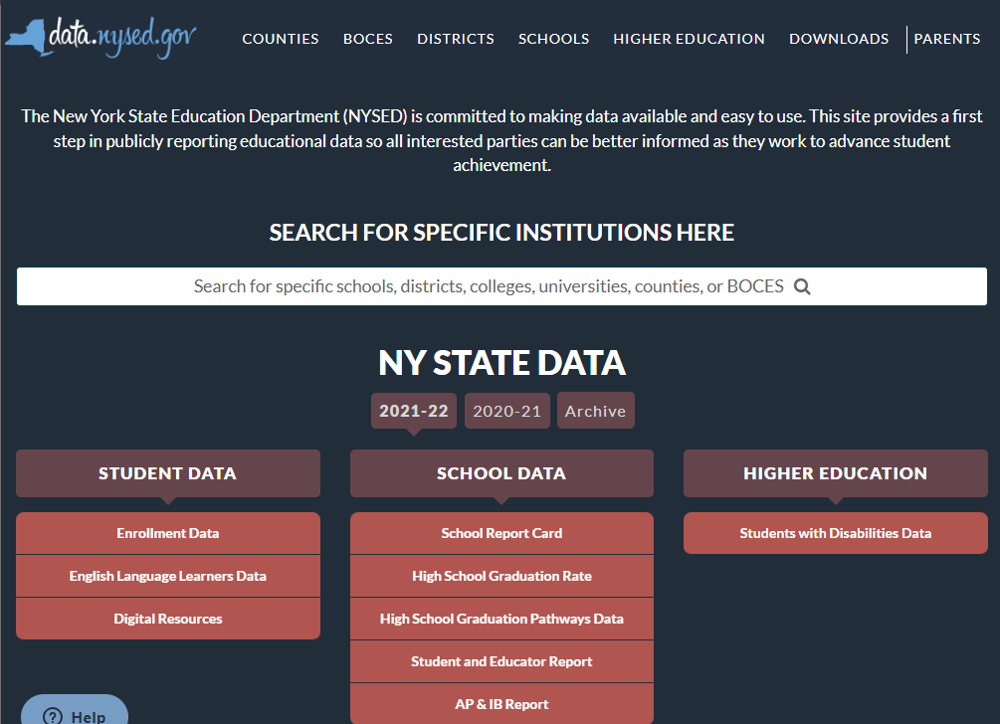 data.nysed.gov
COUNTIES BOCES DISTRICTS SCHOOLS HIGHER EDUCATION DOWNLOADS PARENTS
The New York State Education Department (NYSED) is committed to making data available and easy to use. This site provides a first
step in publicly reporting educational data so all interested parties can be better informed as they work to advance student
achievement.
SEARCH FOR SPECIFIC INSTITUTIONS HERE
Search for specific schools, districts, colleges, universities, counties, or BOCES
NY STATE DATA
2021-22 2020-21 Archive
STUDENT DATA
Enrollment Data
English Language Learners Data
Digital Resources
SCHOOL DATA
School Report Card
High School Graduation Rate
High School Graduation Pathways Data
Student and Educator Report
AP & IB Report
HIGHER EDUCATION
Students with Disabilities Data
? Help